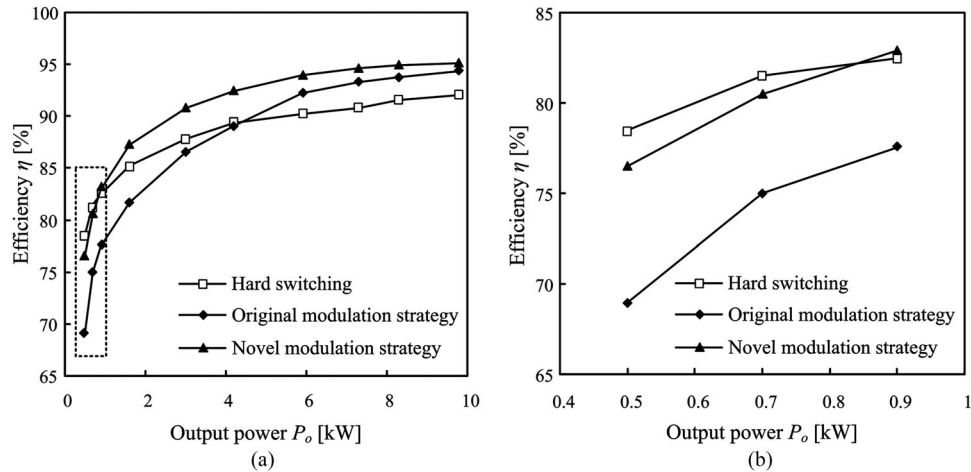 100
95
90
85
80
75
70
65
Efficiency η [%]
0 2 4 6 8 10
Output power Pₒ [kW]
Hard switching
Original modulation strategy
Novel modulation strategy
(a)
85
80
75
70
65
Efficiency η [%]
0.4 0.5 0.6 0.7 0.8 0.9 1
Output power Pₒ [kW]
Hard switching
Original modulation strategy
Novel modulation strategy
(b)